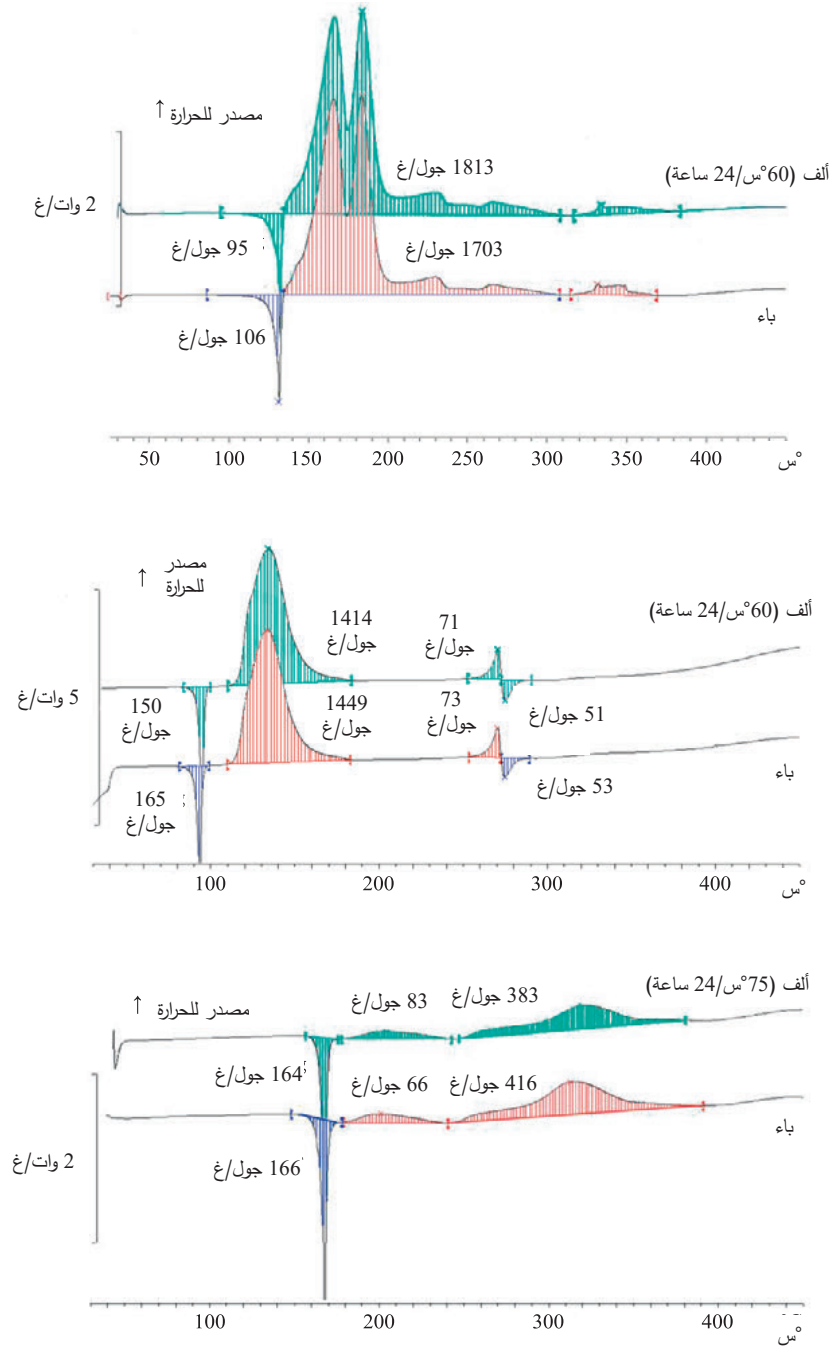 مصدر للحرارة ↑
1813 جول/غ
ألف (60°س/24 ساعة)
2 وات/غ
95 جول/غ
1703 جول/غ
باء
106 جول/غ
50 100 150 200 250 300 350 400 °س
مصدر للحرارة ↑
ألف (60°س/24 ساعة)
1414 جول/غ
71 جول/غ
5 وات/غ
150 جول/غ
1449 جول/غ
73 جول/غ
51 جول/غ
باء
165 جول/غ
53 جول/غ
100 200 300 400 °س
ألف (75°س/24 ساعة)
مصدر للحرارة ↑
83 جول/غ
383 جول/غ
164 جول/غ
66 جول/غ
416 جول/غ
باء
2 وات/غ
166 جول/غ
100 200 300 400
°س